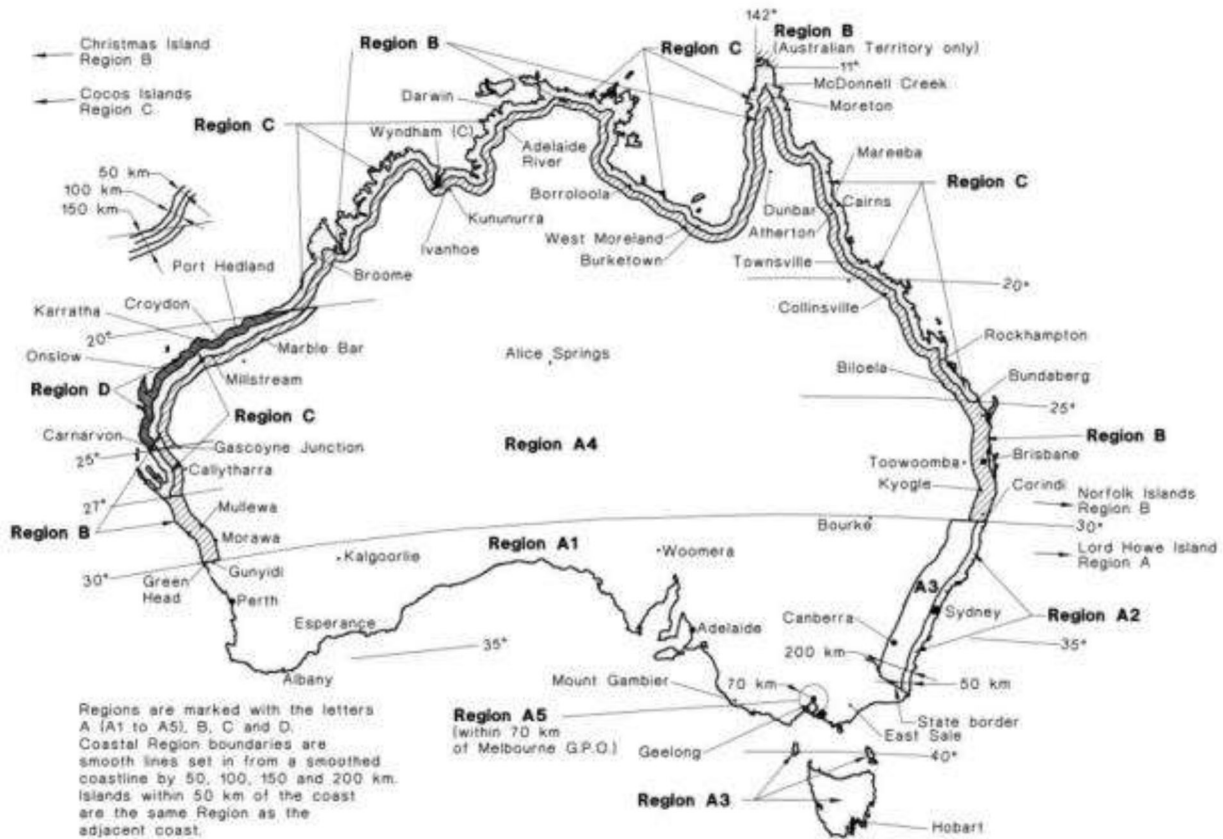 142°
Region B
(Australian Territory only)
11°
Christmas Island
Region B
Cocos Islands
Region C
Region B
Region C
McDonnell Creek
Moreton
Darwin
Region C
Wyndham (C)
Adelaide
River
Mareeba
Region C
50 km
100 km
150 km
Borroloola
Kununurra
Dunbar
Cairns
Ivanhoe
West Moreland
Atherton
Port Hedland
Broome
Burketown
Townsville
20°
Croydon
Collinsville
Karratha
20°
Rockhampton
Marble Bar
Alice Springs
Onslow
Millstream
Biloela
Bundaberg
Region D
25°
Region C
Carnarvon
Gascoyne Junction
Region A4
Region B
25°
Callytharra
Toowoomba
Brisbane
Kyogle
Corindi
27°
Mullewa
Norfolk Islands
Region B
Region B
Bourke
30°
Morawa
Kalgoorlie
Region A1
Woomera
Lord Howe Island
Region A
30°
Green
Head
Gunyidi
A3
Perth
Esperance
Adelaide
Canberra
Sydney
Region A2
35°
35°
200 km
Albany
Mount Gambier
70 km
50 km
Regions are marked with the letters
A (A1 to A5), B, C and D.
Coastal Region boundaries are
smooth lines set in from a smoothed
coastline by 50, 100, 150 and 200 km.
Islands within 50 km of the coast
are the same Region as the
adjacent coast.
Region A5
(within 70 km
of Melbourne G.P.O.)
State border
East Sale
Geelong
40°
Region A3
Hobart